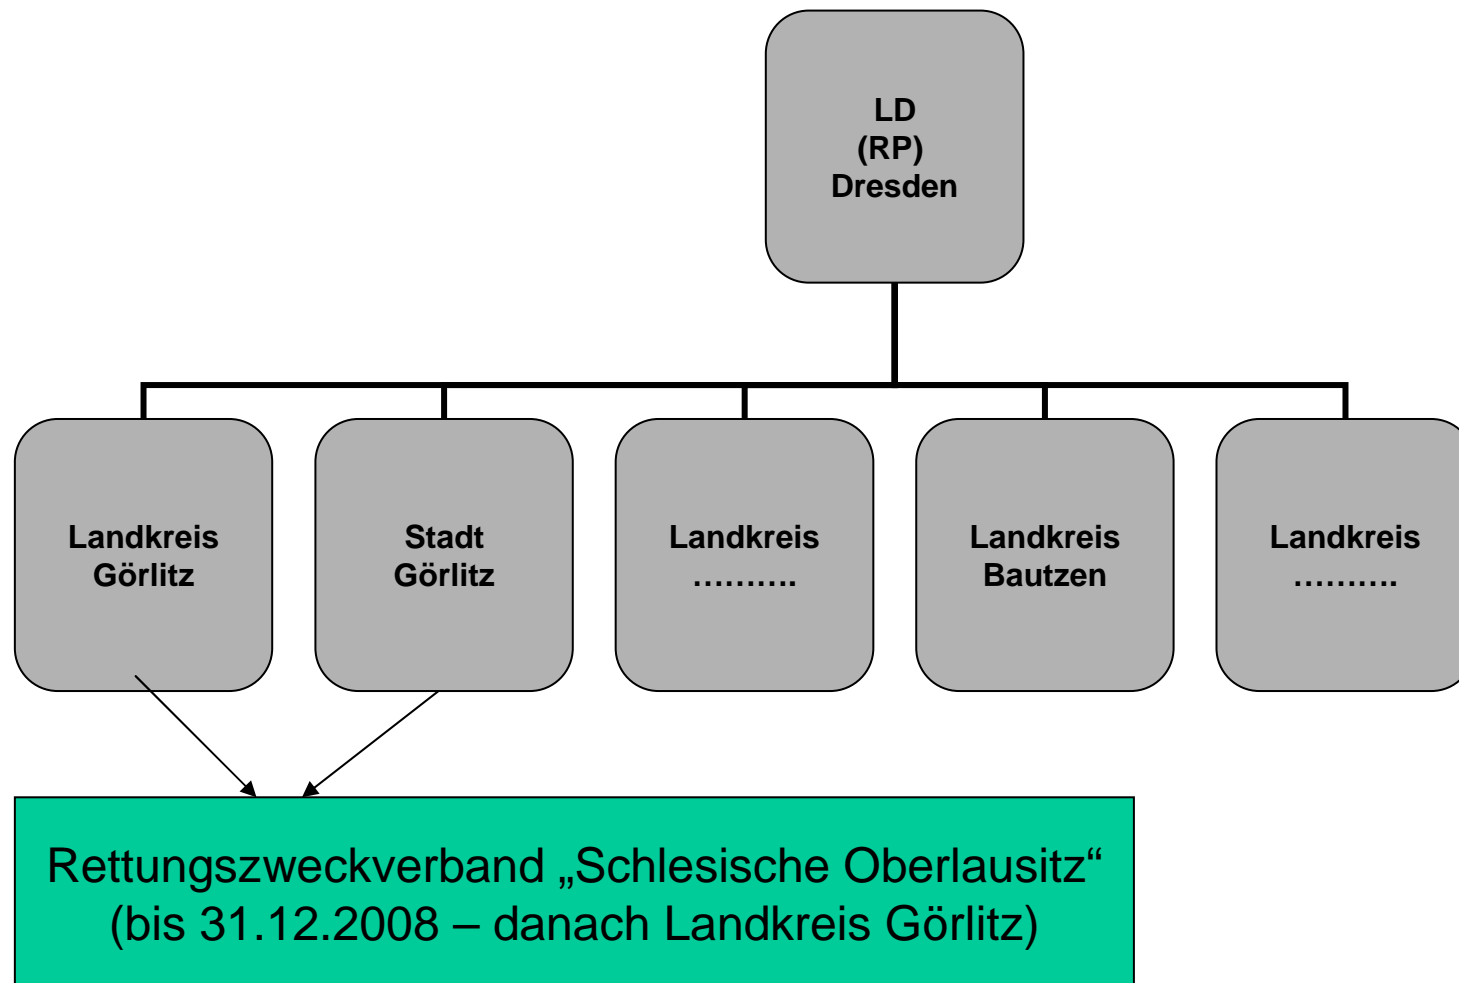 LD
(RP)
Dresden
Landkreis
Görlitz
Stadt
Görlitz
Landkreis
……….
Landkreis
Bautzen
Landkreis
……….
Rettungszweckverband „Schlesische Oberlausitz“
(bis 31.12.2008 – danach Landkreis Görlitz)